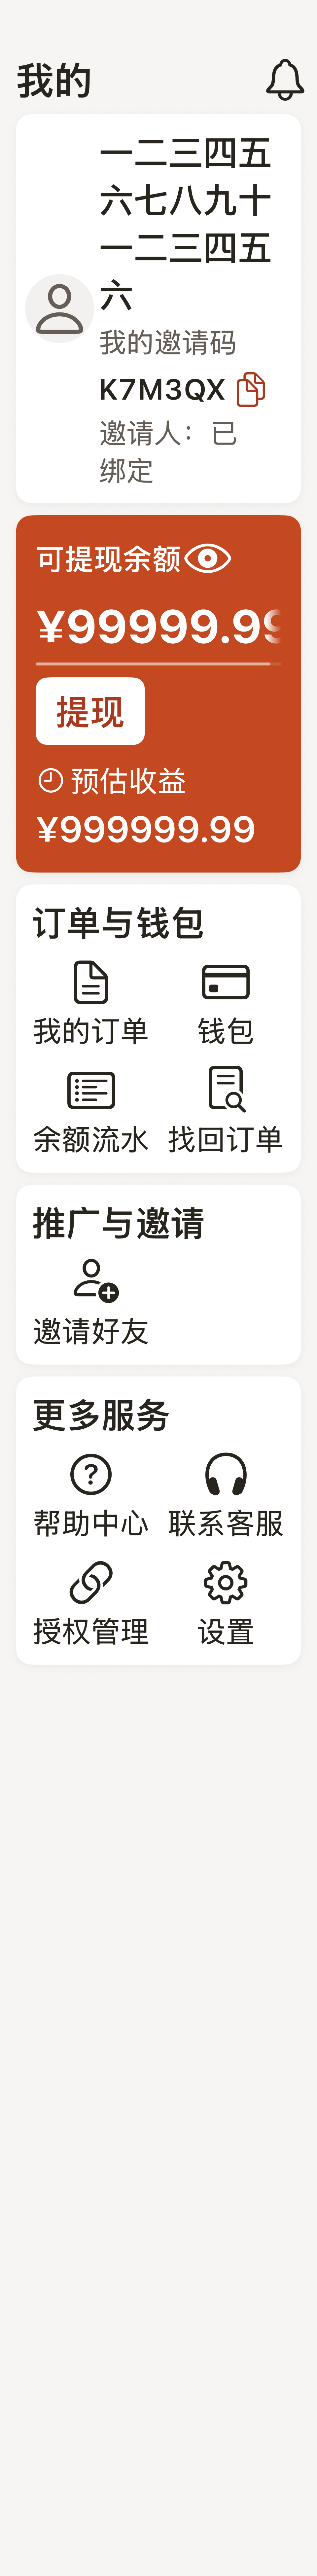 我的
一二三四五
六七八九十
一二三四五
六
我的邀请码
K7M3QX
邀请人：已
绑定
可提现余额
¥99999.99
提现
预估收益
¥999999.99
订单与钱包
我的订单
钱包
余额流水
找回订单
推广与邀请
邀请好友
更多服务
帮助中心
联系客服
授权管理
设置